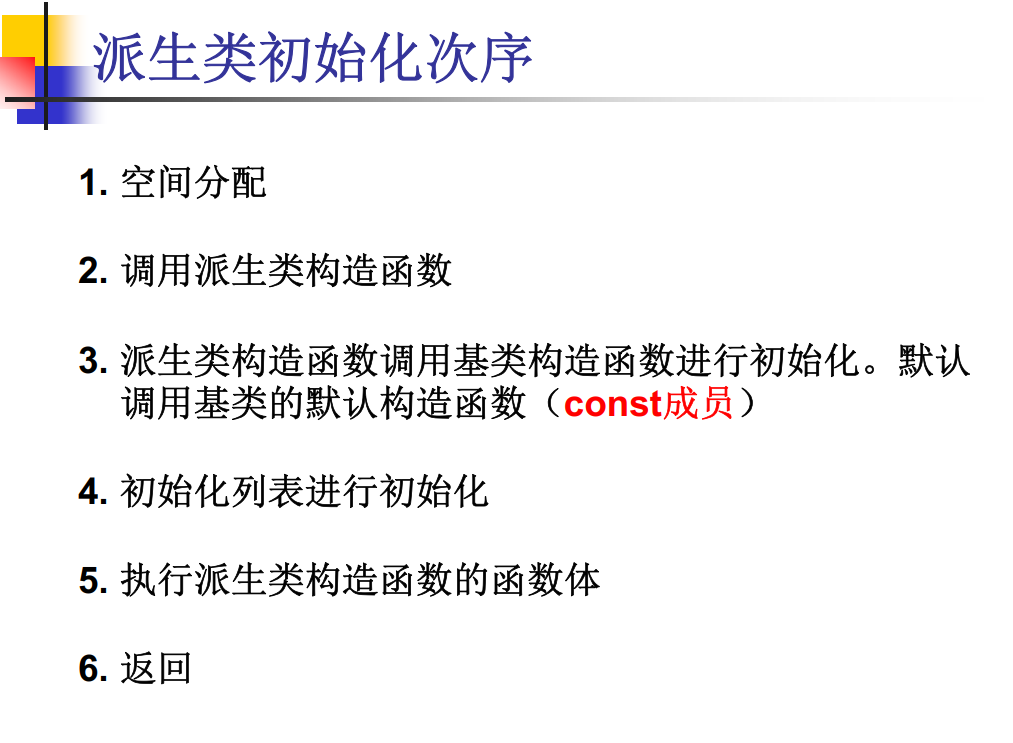 派生类初始化次序
1. 空间分配
2. 调用派生类构造函数
3. 派生类构造函数调用基类构造函数进行初始化。默认
调用基类的默认构造函数（const成员）
4. 初始化列表进行初始化
5. 执行派生类构造函数的函数体
6. 返回